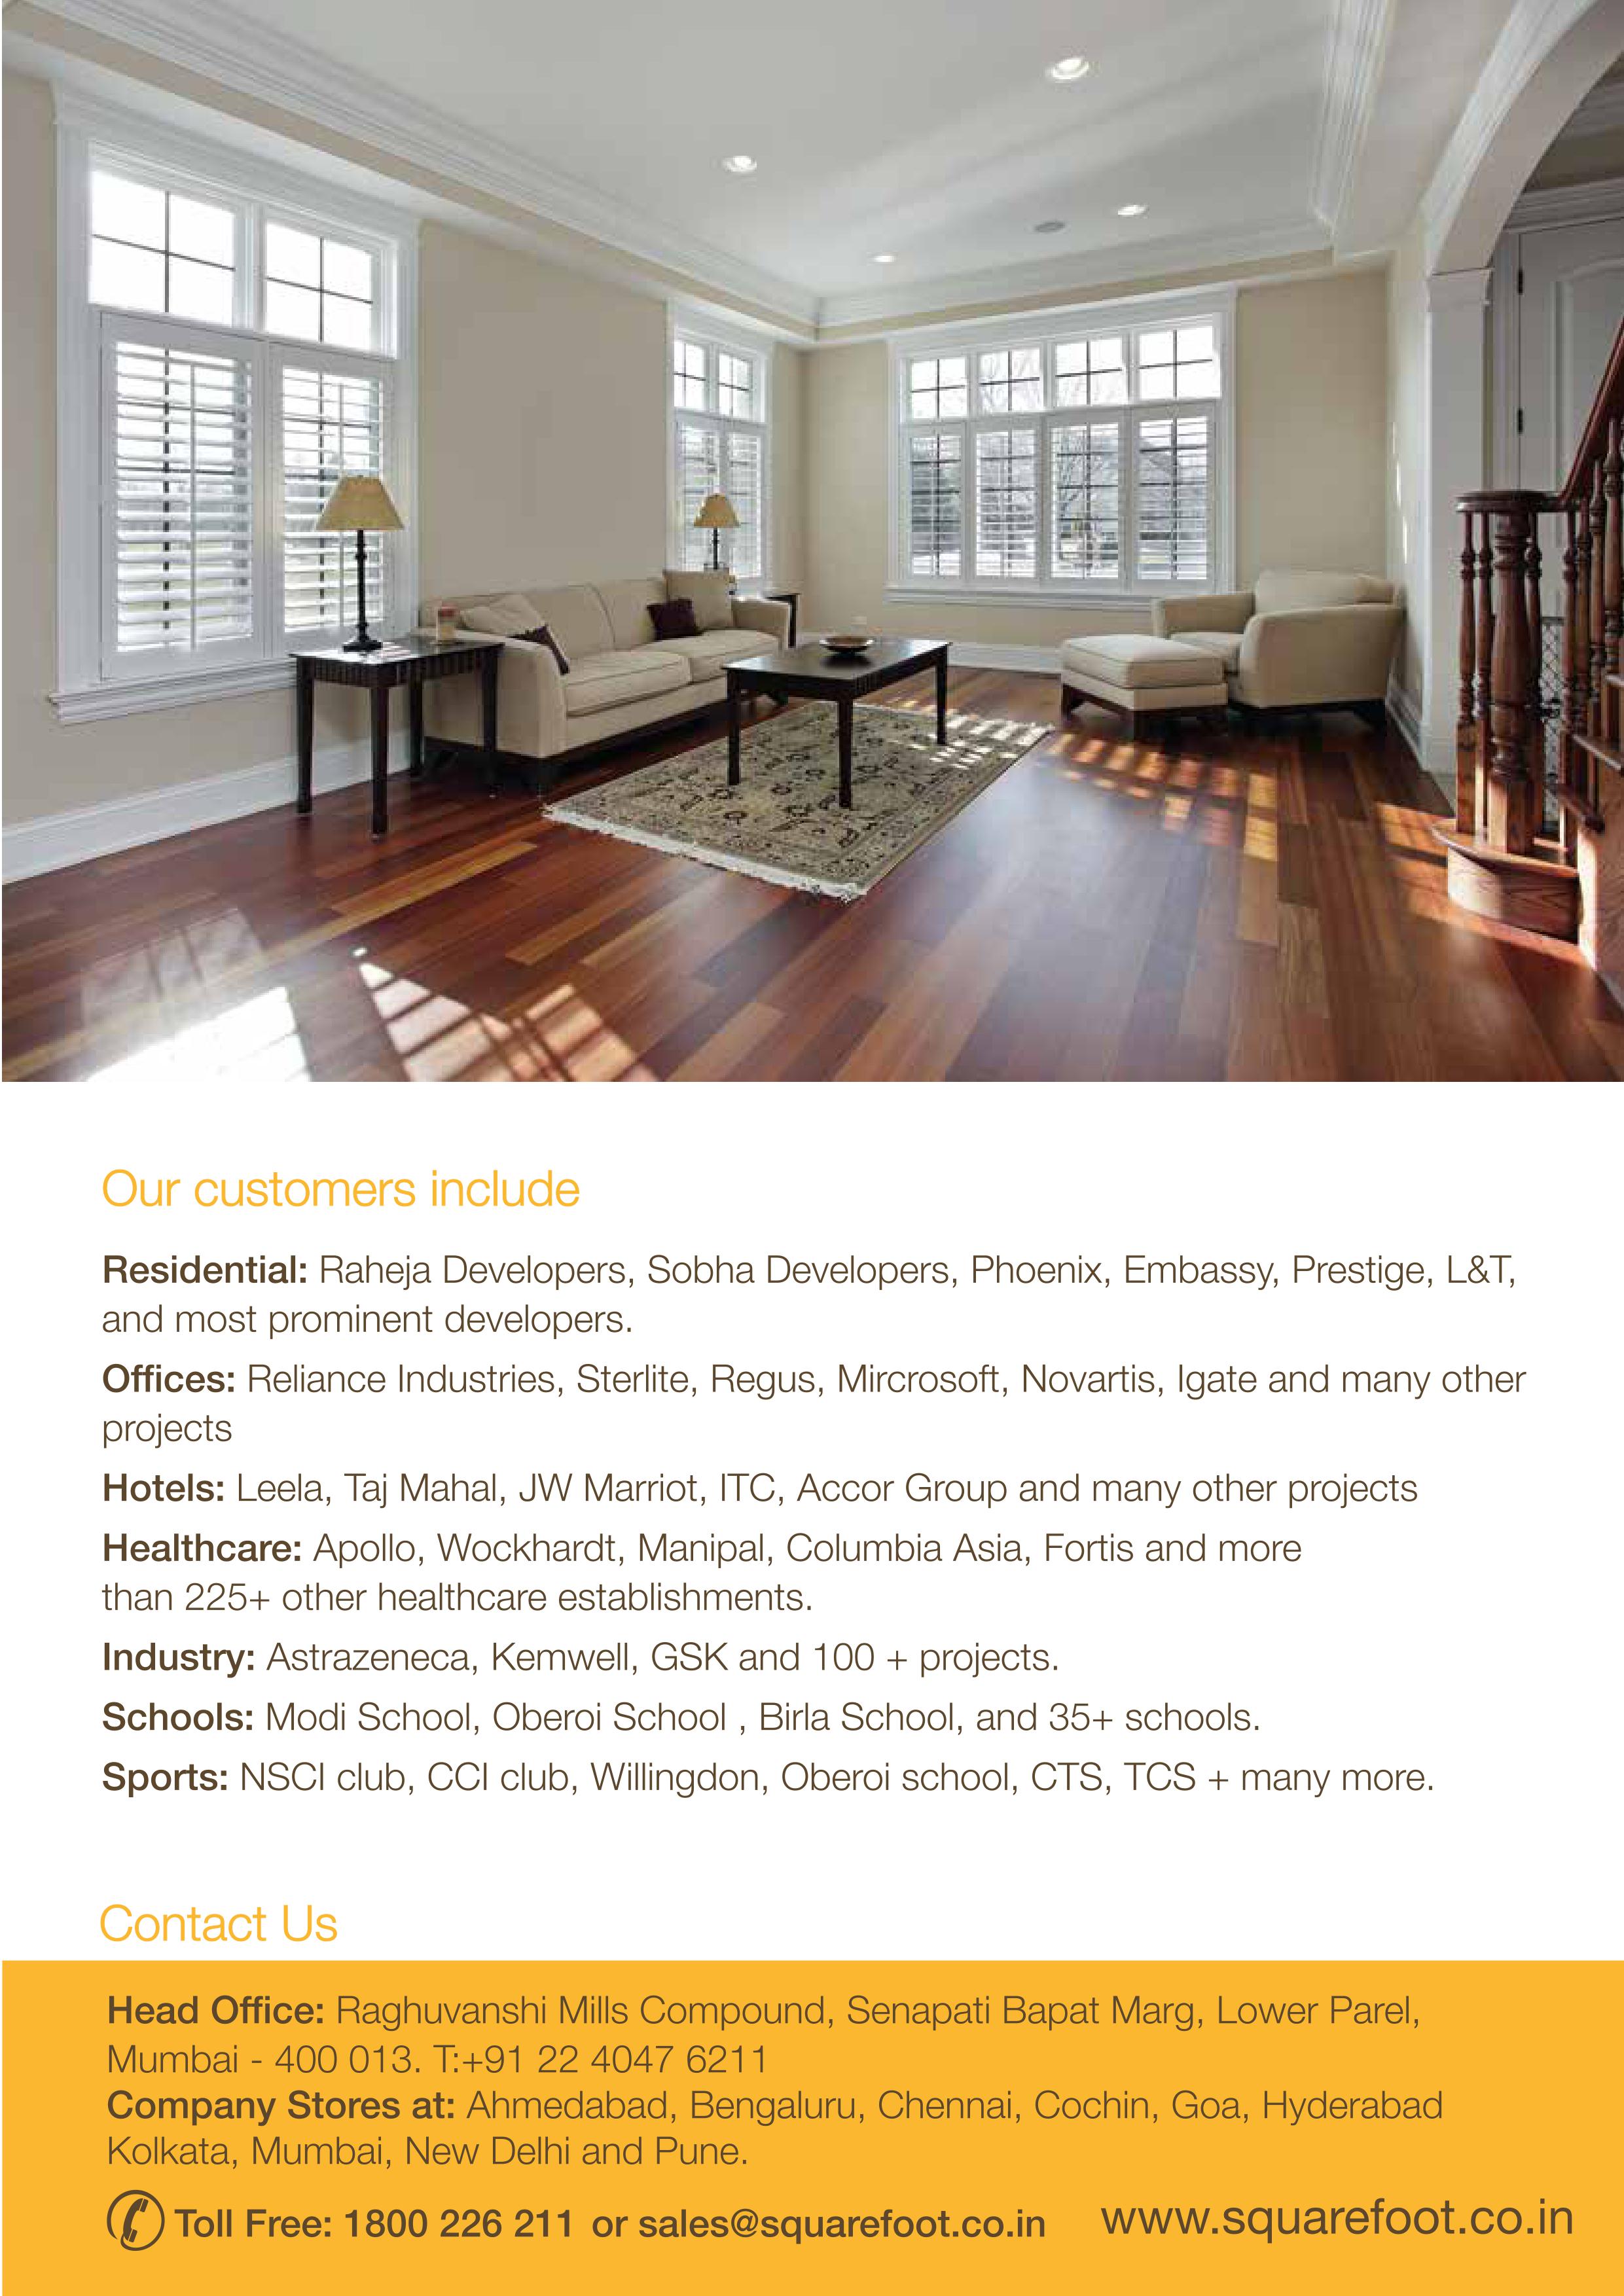 Our customers include
Residential: Raheja Developers, Sobha Developers, Phoenix, Embassy, Prestige, L&T,
and most prominent developers.
Offices: Reliance Industries, Sterlite, Regus, Mircrosoft, Novartis, Igate and many other
projects
Hotels: Leela, Taj Mahal, JW Marriot, ITC, Accor Group and many other projects
Healthcare: Apollo, Wockhardt, Manipal, Columbia Asia, Fortis and more
than 225+ other healthcare establishments.
Industry: Astrazeneca, Kemwell, GSK and 100 + projects.
Schools: Modi School, Oberoi School , Birla School, and 35+ schools.
Sports: NSCI club, CCI club, Willingdon, Oberoi school, CTS, TCS + many more.
Contact Us
Head Office: Raghuvanshi Mills Compound, Senapati Bapat Marg, Lower Parel,
Mumbai - 400 013. T:+91 22 4047 6211
Company Stores at: Ahmedabad, Bengaluru, Chennai, Cochin, Goa, Hyderabad
Kolkata, Mumbai, New Delhi and Pune.
Toll Free: 1800 226 211 or sales@squarefoot.co.in www.squarefoot.co.in